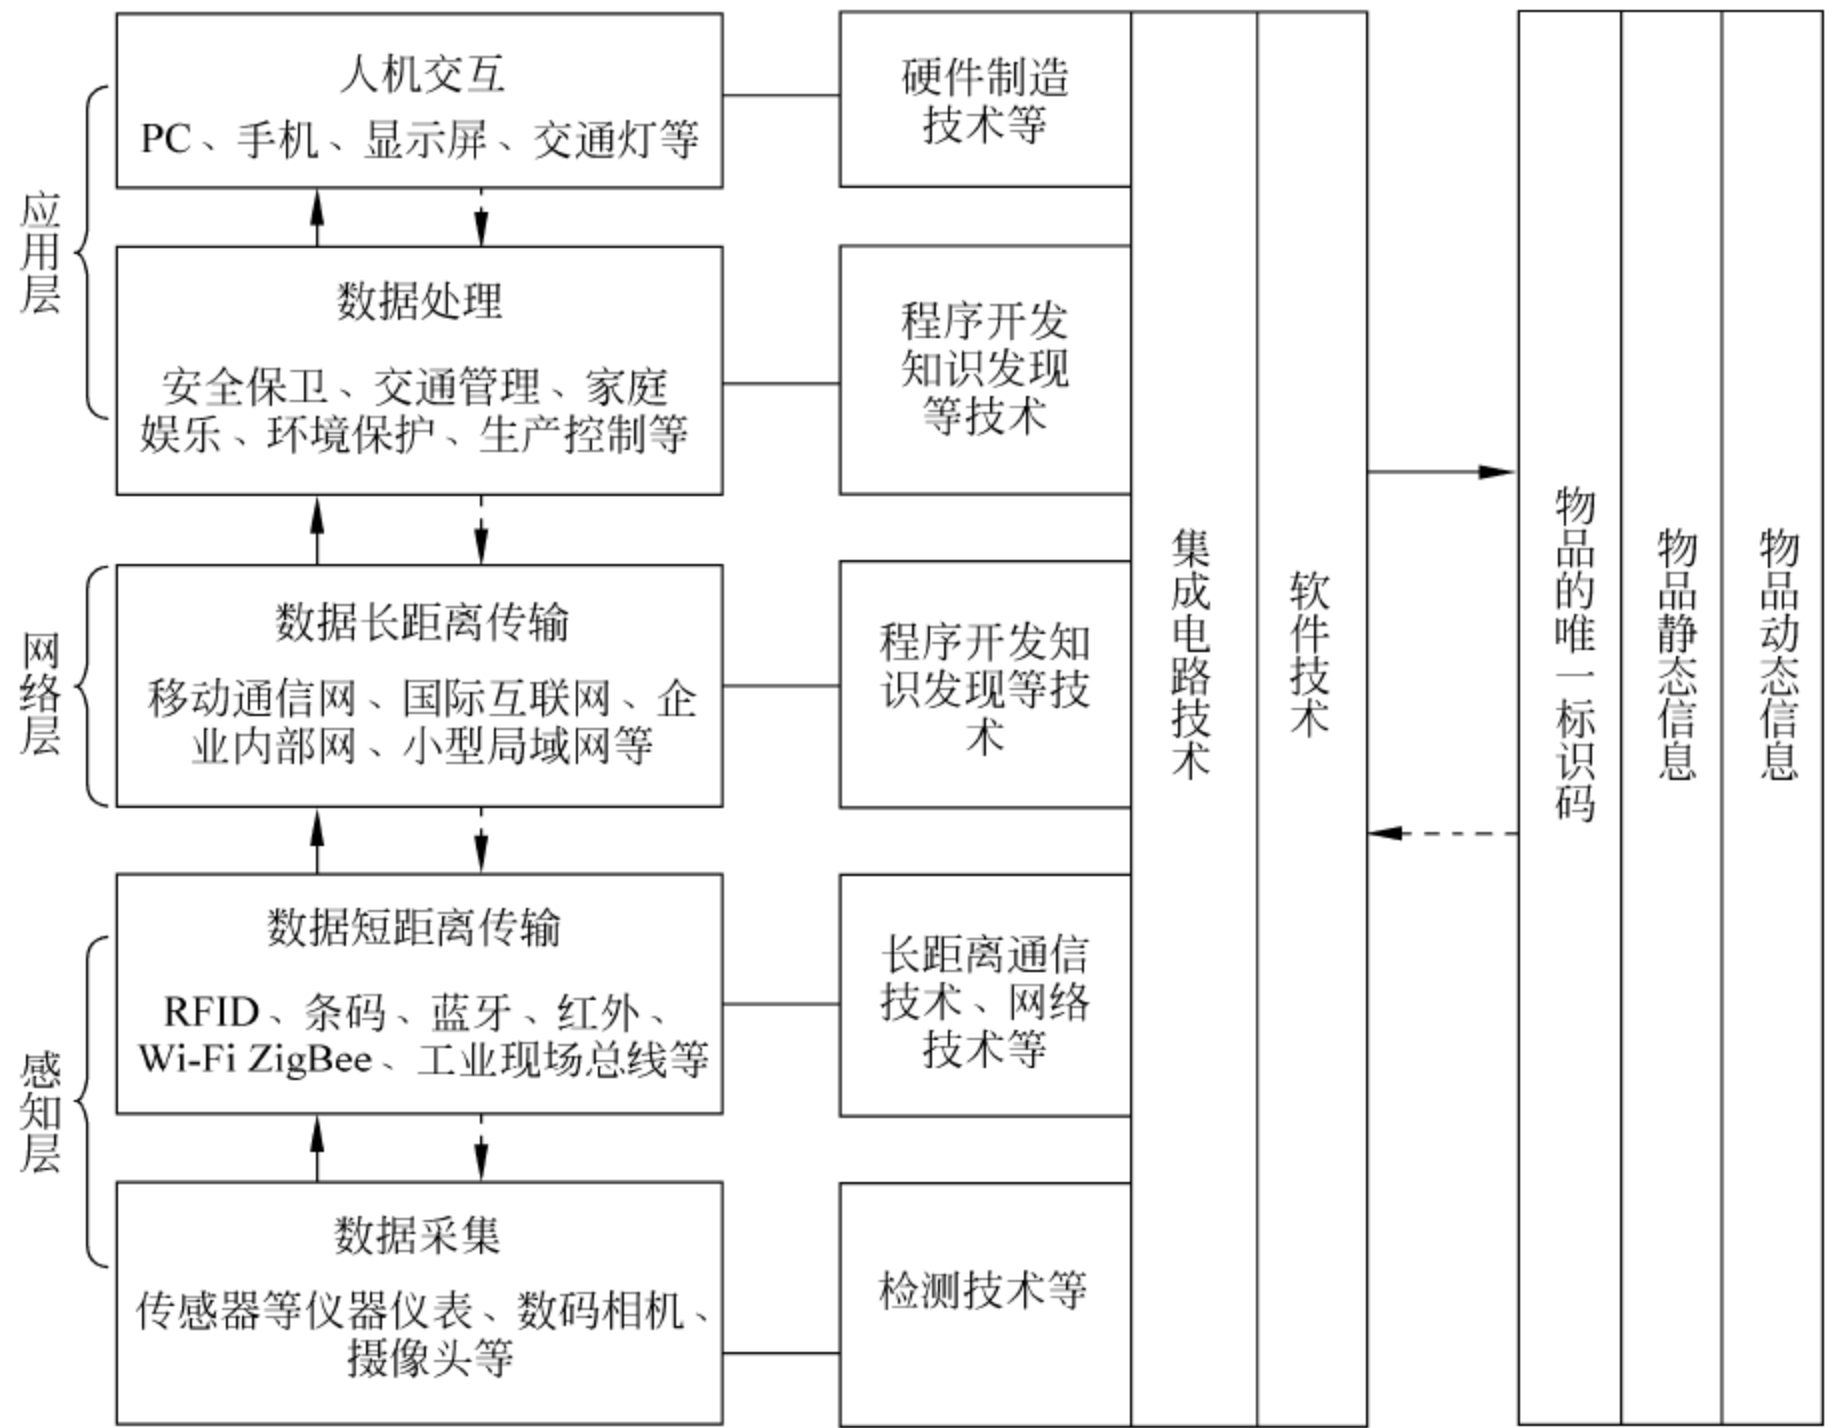 应用层
人机交互
PC、手机、显示屏、交通灯等
硬件制造
技术等
数据处理
安全保卫、交通管理、家庭
娱乐、环境保护、生产控制等
程序开发
知识发现
等技术
网络层
数据长距离传输
移动通信网、国际互联网、企
业内部网、小型局域网等
程序开发知
识发现等技
术
感知层
数据短距离传输
RFID、条码、蓝牙、红外、
Wi-Fi ZigBee、工业现场总线等
长距离通信
技术、网络
技术等
数据采集
传感器等仪器仪表、数码相机、
摄像头等
检测技术等
集成电路技术
软件技术
物品的唯一标识码
物品静态信息
物品动态信息